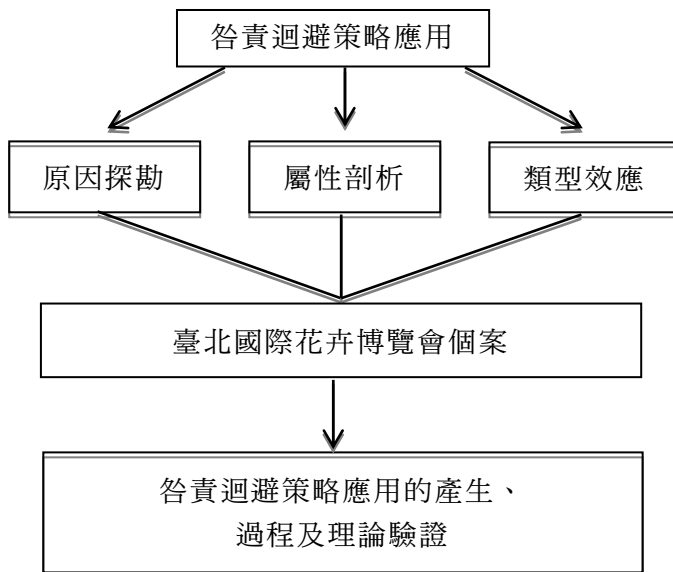 咎責迴避策略應用
原因探勘
屬性剖析
類型效應
臺北國際花卉博覽會個案
咎責迴避策略應用的產生、
過程及理論驗證